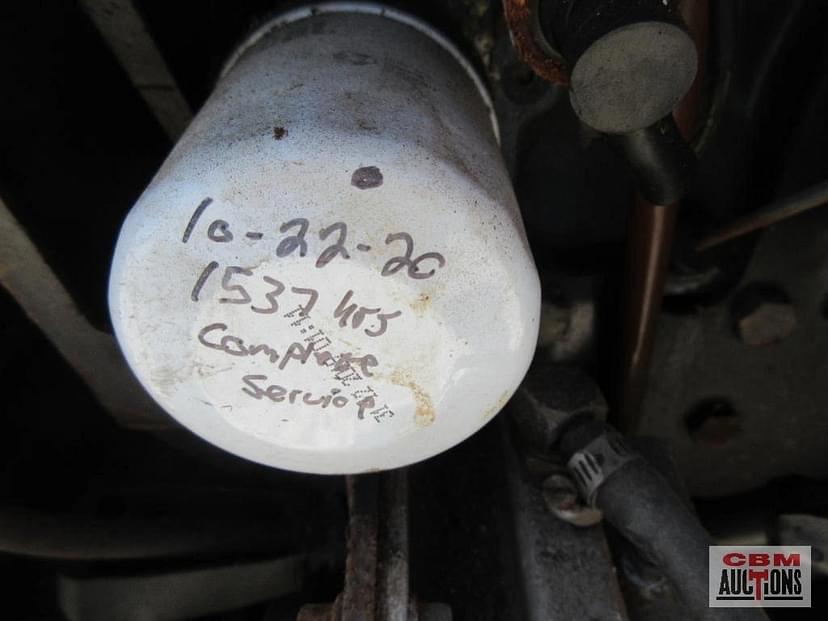 10-22-20
1537 hrs
Complete
Service
CBM
AUCTIONS